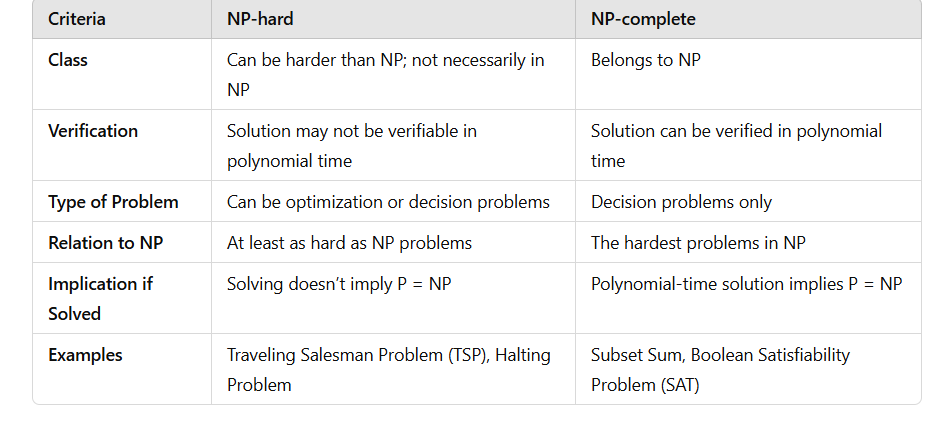 Criteria NP-hard NP-complete
Class Can be harder than NP; not necessarily in Belongs to NP
NP
Verification Solution may not be verifiable in Solution can be verified in polynomial
polynomial time time
Type of Problem Can be optimization or decision problems Decision problems only
Relation to NP At least as hard as NP problems The hardest problems in NP
Implication if Solving doesn’t imply P = NP Polynomial-time solution implies P = NP
Solved
Examples Traveling Salesman Problem (TSP), Halting Subset Sum, Boolean Satisfiability
Problem Problem (SAT)